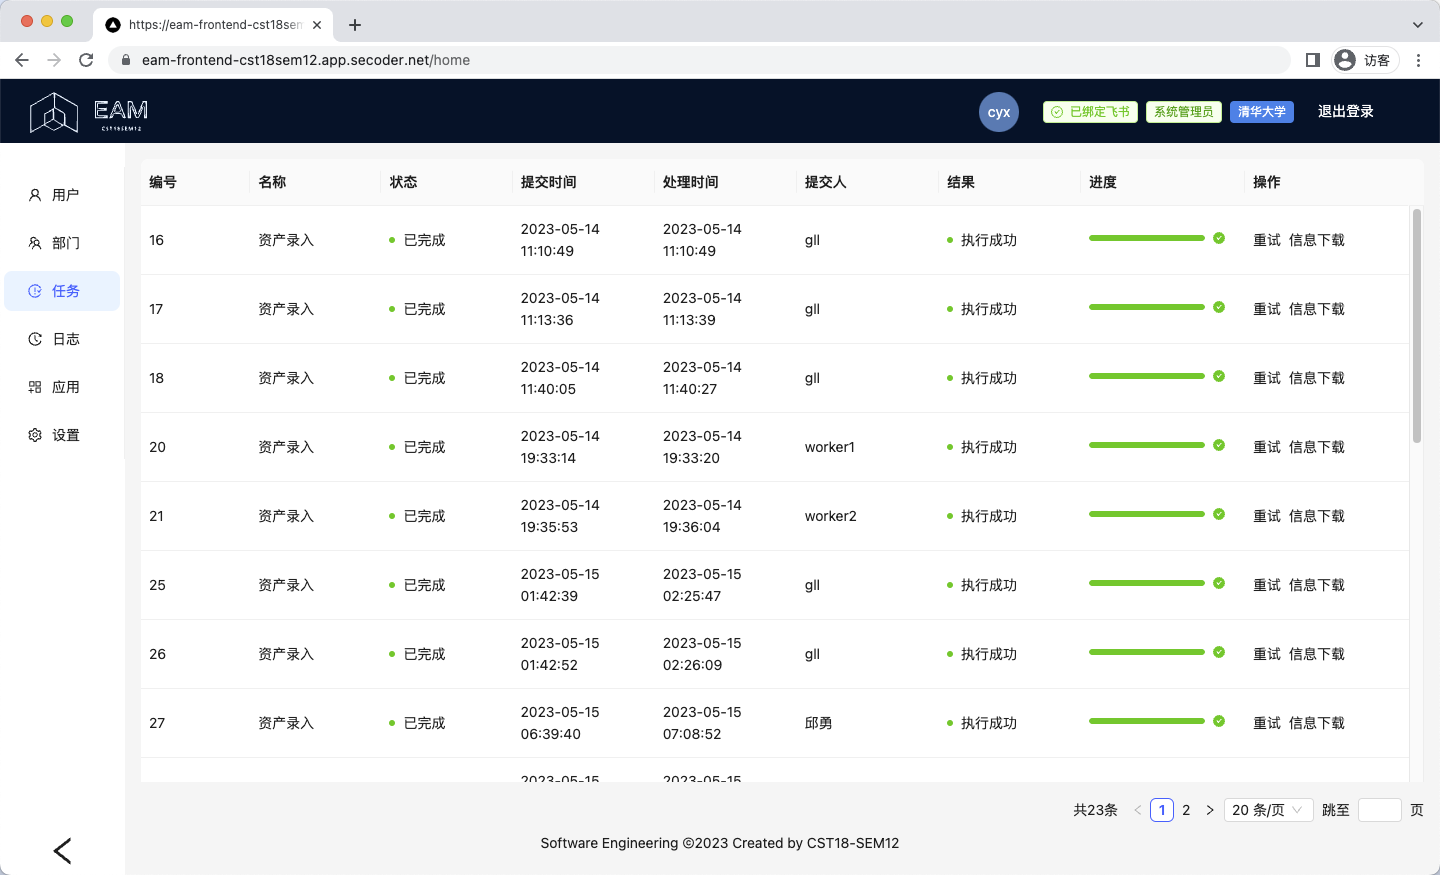 https://eam-frontend-cst18sem
eam-frontend-cst18sem12.app.secoder.net/home
访客
EAM
CST18SEM12
cyx
已绑定飞书
系统管理员
清华大学
退出登录
用户
部门
任务
日志
应用
设置
编号 名称 状态 提交时间 处理时间 提交人 结果 进度 操作
16 资产录入 已完成 2023-05-14 11:10:49 2023-05-14 11:10:49 gll 执行成功 重试 信息下载
17 资产录入 已完成 2023-05-14 11:13:36 2023-05-14 11:13:39 gll 执行成功 重试 信息下载
18 资产录入 已完成 2023-05-14 11:40:05 2023-05-14 11:40:27 gll 执行成功 重试 信息下载
20 资产录入 已完成 2023-05-14 19:33:14 2023-05-14 19:33:20 worker1 执行成功 重试 信息下载
21 资产录入 已完成 2023-05-14 19:35:53 2023-05-14 19:36:04 worker2 执行成功 重试 信息下载
25 资产录入 已完成 2023-05-15 01:42:39 2023-05-15 02:25:47 gll 执行成功 重试 信息下载
26 资产录入 已完成 2023-05-15 01:42:52 2023-05-15 02:26:09 gll 执行成功 重试 信息下载
27 资产录入 已完成 2023-05-15 06:39:40 2023-05-15 07:08:52 邱勇 执行成功 重试 信息下载
2023-05-15 2023-05-15
共23条 < 1 2 > 20 条/页 跳至 页
Software Engineering ©2023 Created by CST18-SEM12